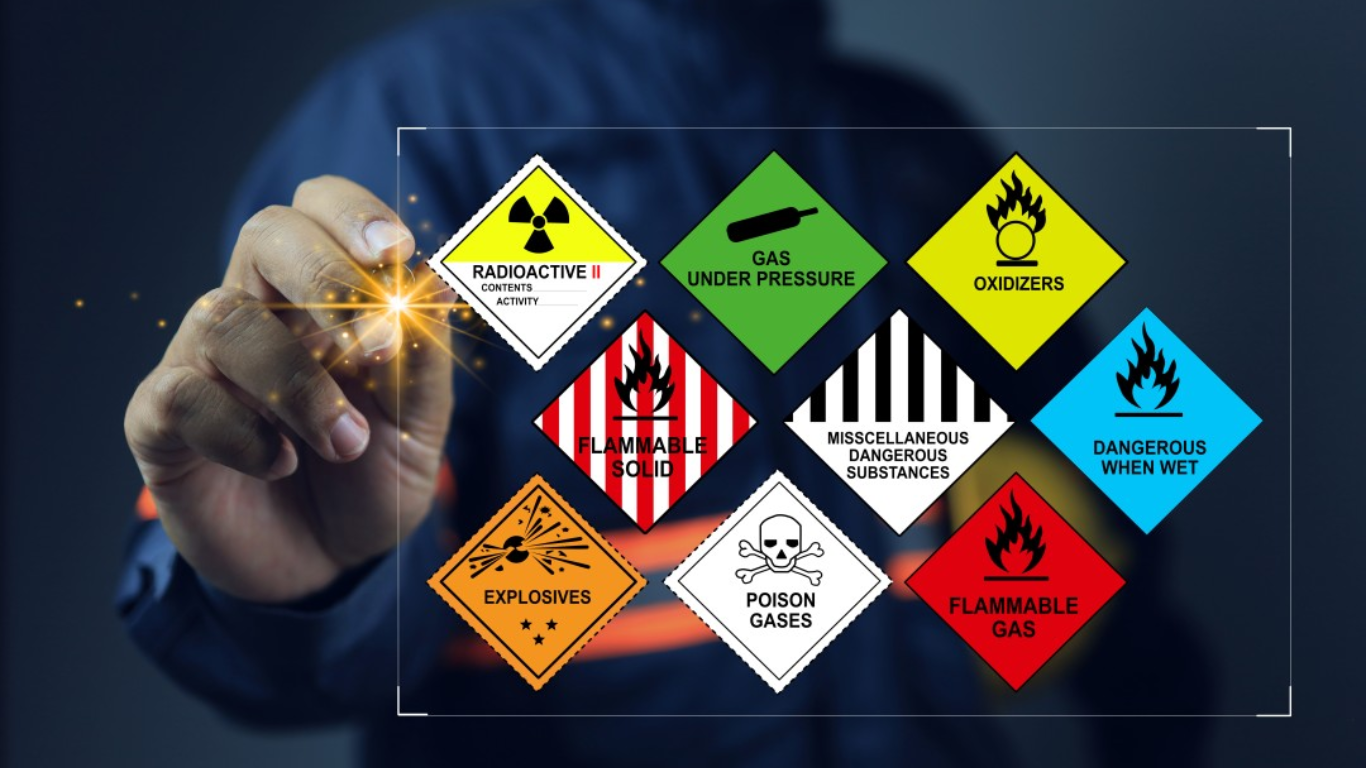 RADIOACTIVE II
CONTENTS
ACTIVITY
GAS
UNDER PRESSURE
OXIDIZERS
FLAMMABLE
SOLID
MISSCELLANEOUS
DANGEROUS
SUBSTANCES
DANGEROUS
WHEN WET
EXPLOSIVES
POISON
GASES
FLAMMABLE
GAS